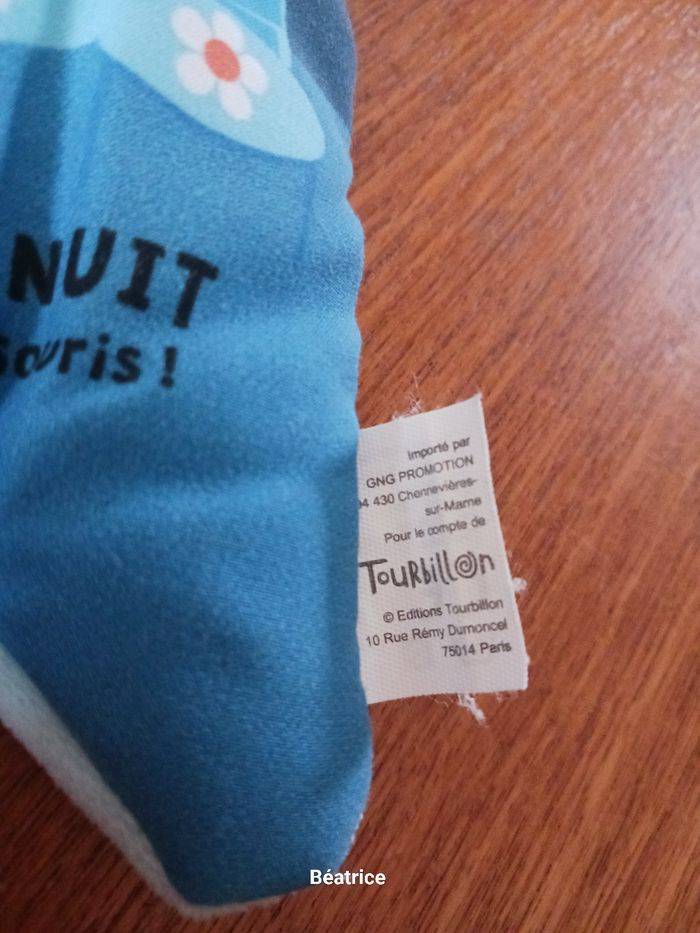 NUIT
souris !
Importé par
GNG PROMOTION
94 430 Chennevières-
sur-Marne
Pour le compte de
Tourbillon
© Editions Tourbillon
10 Rue Rémy Dumoncel
75014 Paris
Béatrice